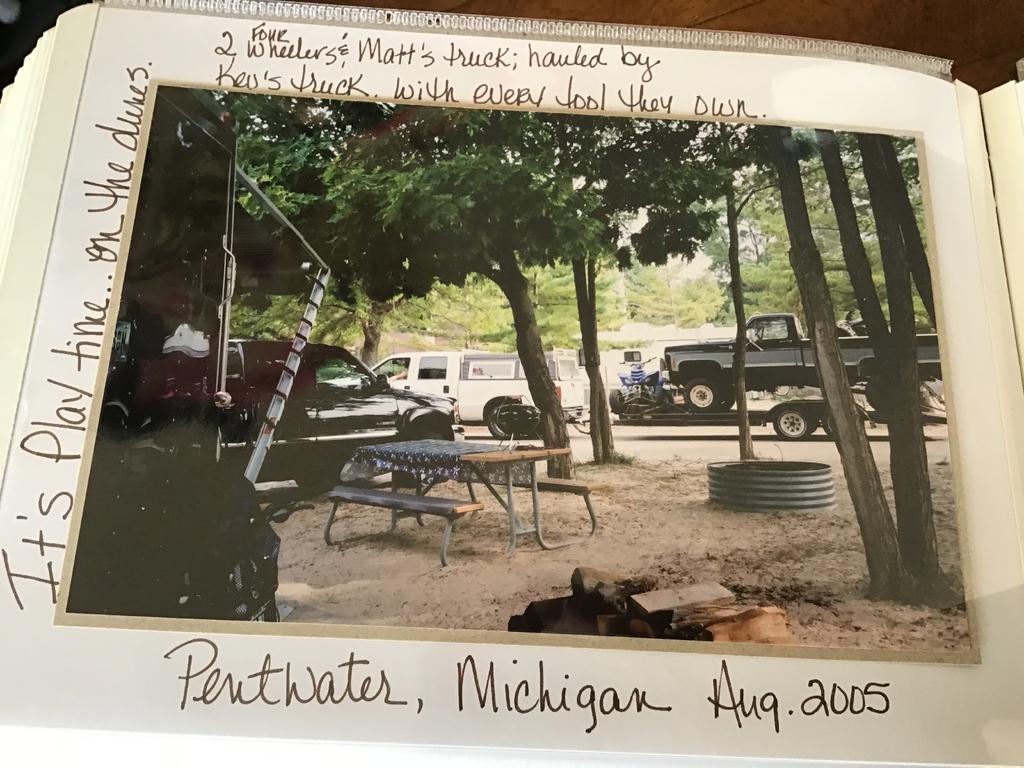 2 Four Wheelers; & Matt's truck; hauled by
Kev's truck. with every tool they own.
It's Play time... on the dunes.
Pentwater, Michigan Aug. 2005